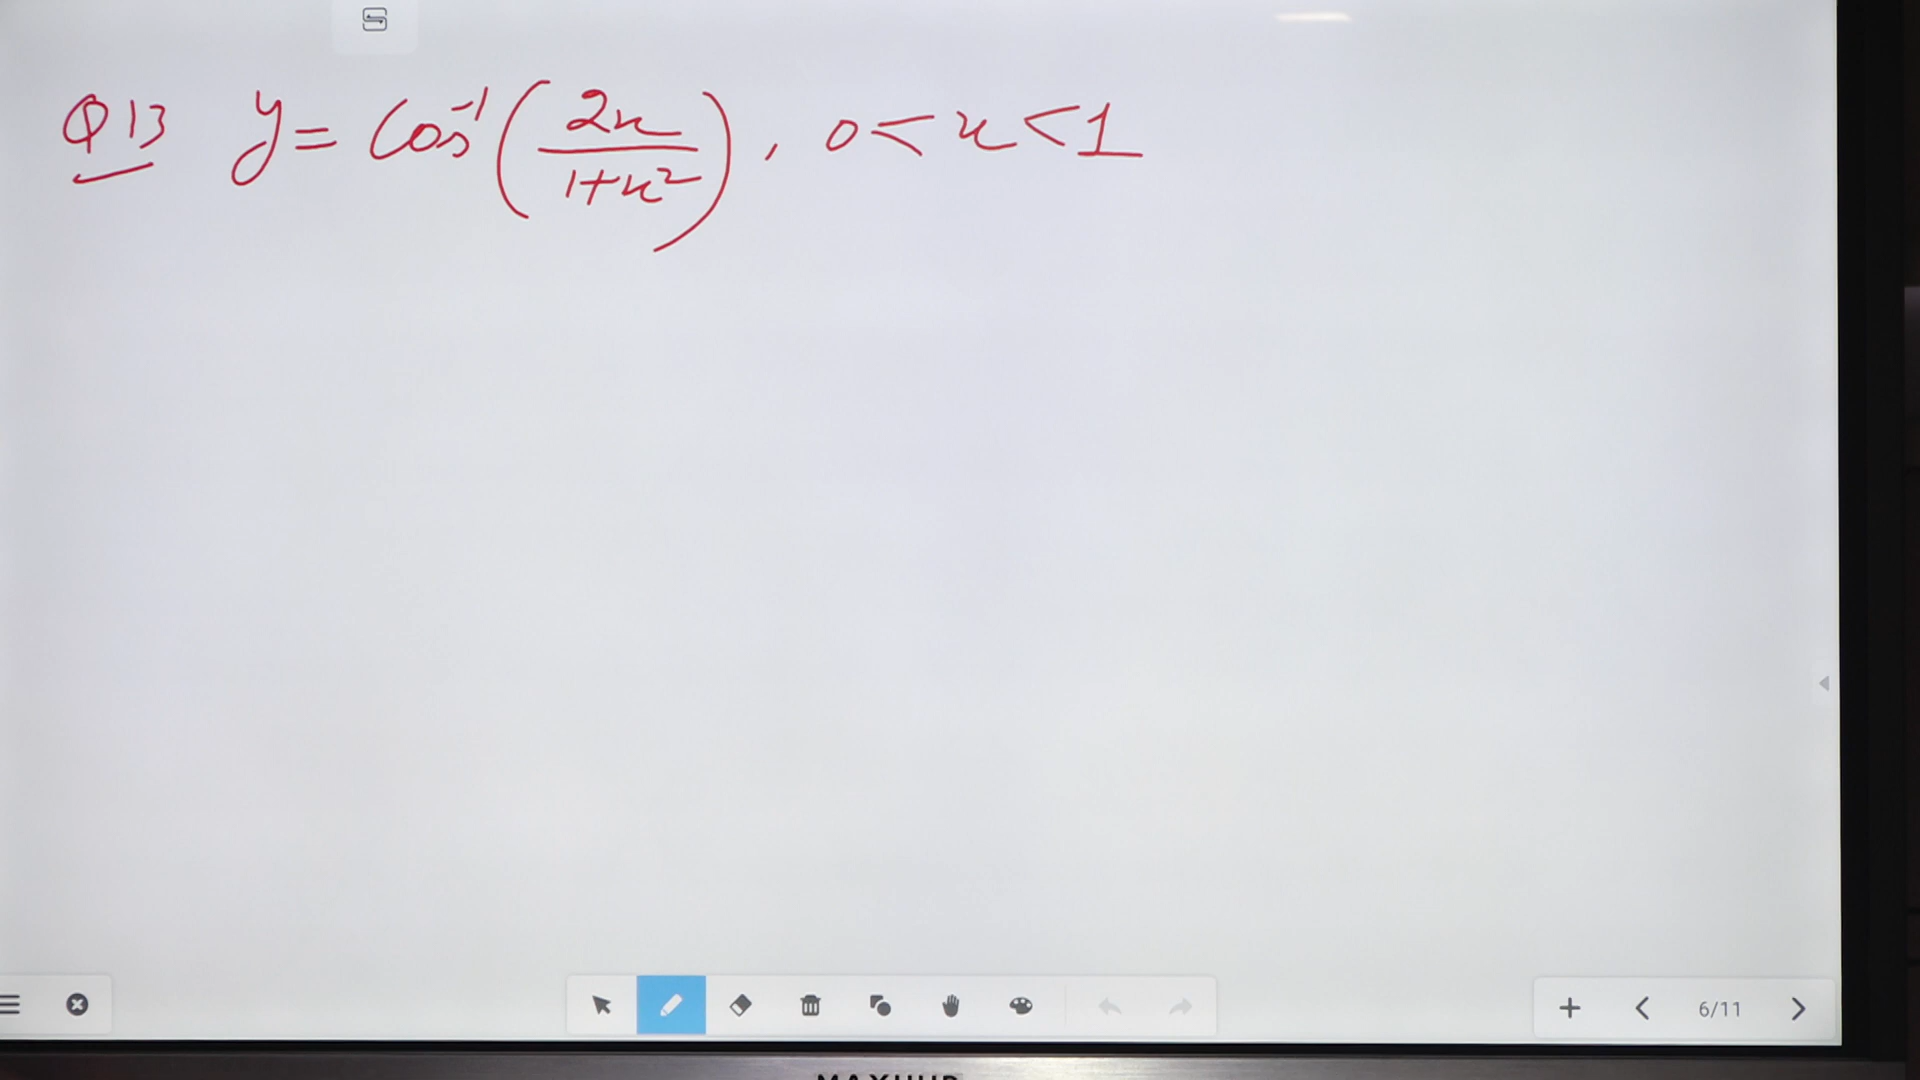 Q13 y = Cos⁻¹(2x/1+x²), 0<x<1
6/11